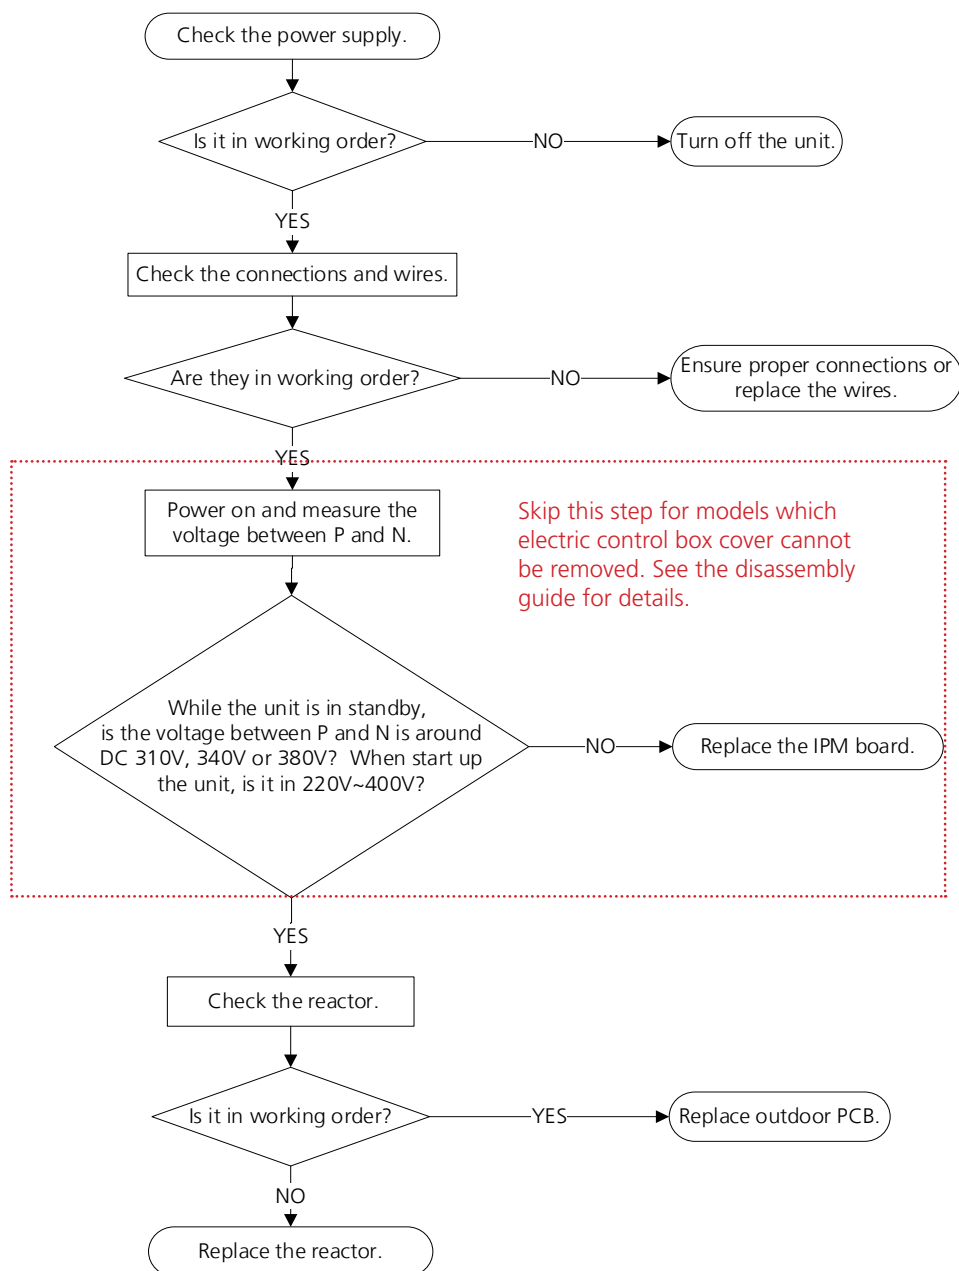 Check the power supply.
Is it in working order?
NO
Turn off the unit.
YES
Check the connections and wires.
Are they in working order?
NO
Ensure proper connections or
replace the wires.
YES
Power on and measure the
voltage between P and N.
Skip this step for models which
electric control box cover cannot
be removed. See the disassembly
guide for details.
While the unit is in standby,
is the voltage between P and N is around
DC 310V, 340V or 380V? When start up
the unit, is it in 220V~400V?
NO
Replace the IPM board.
YES
Check the reactor.
Is it in working order?
YES
Replace outdoor PCB.
NO
Replace the reactor.